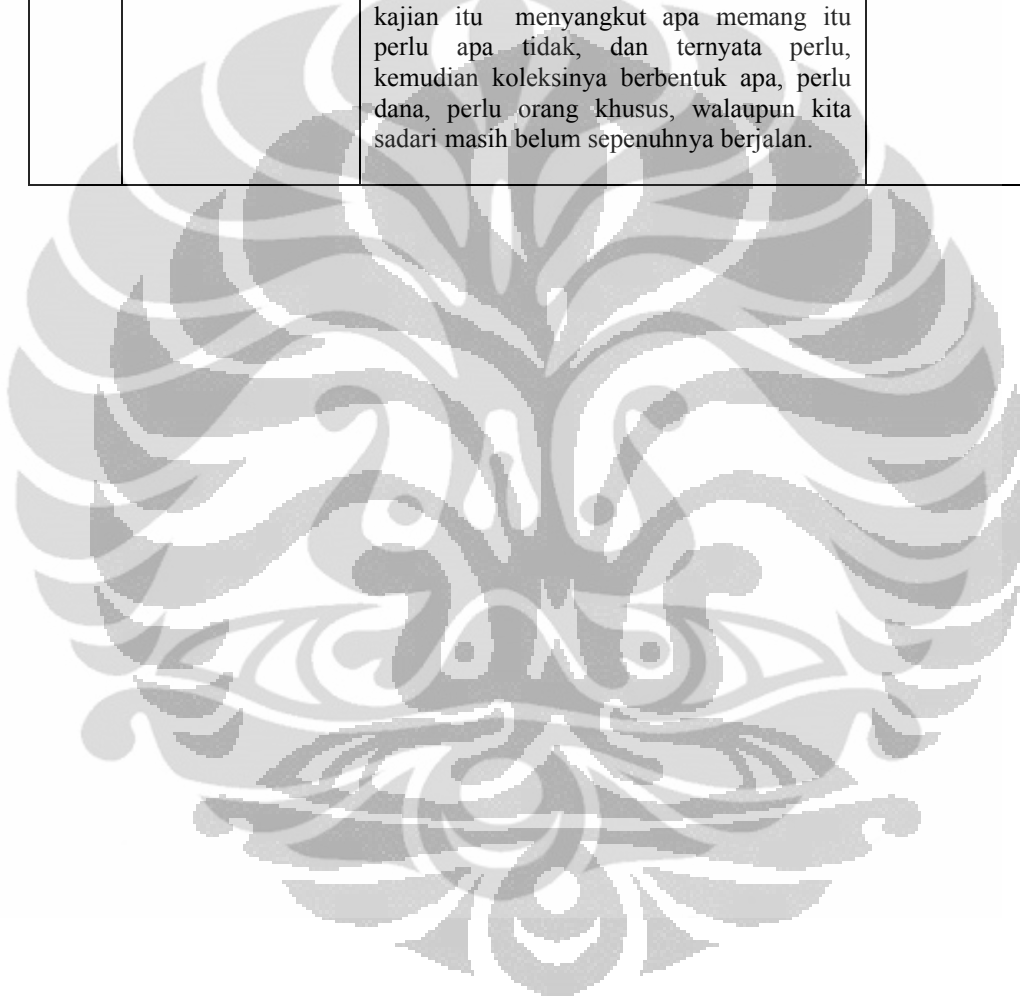 kajian itu menyangkut apa memang itu
perlu apa tidak, dan ternyata perlu,
kemudian koleksinya berbentuk apa, perlu
dana, perlu orang khusus, walaupun kita
sadari masih belum sepenuhnya berjalan.